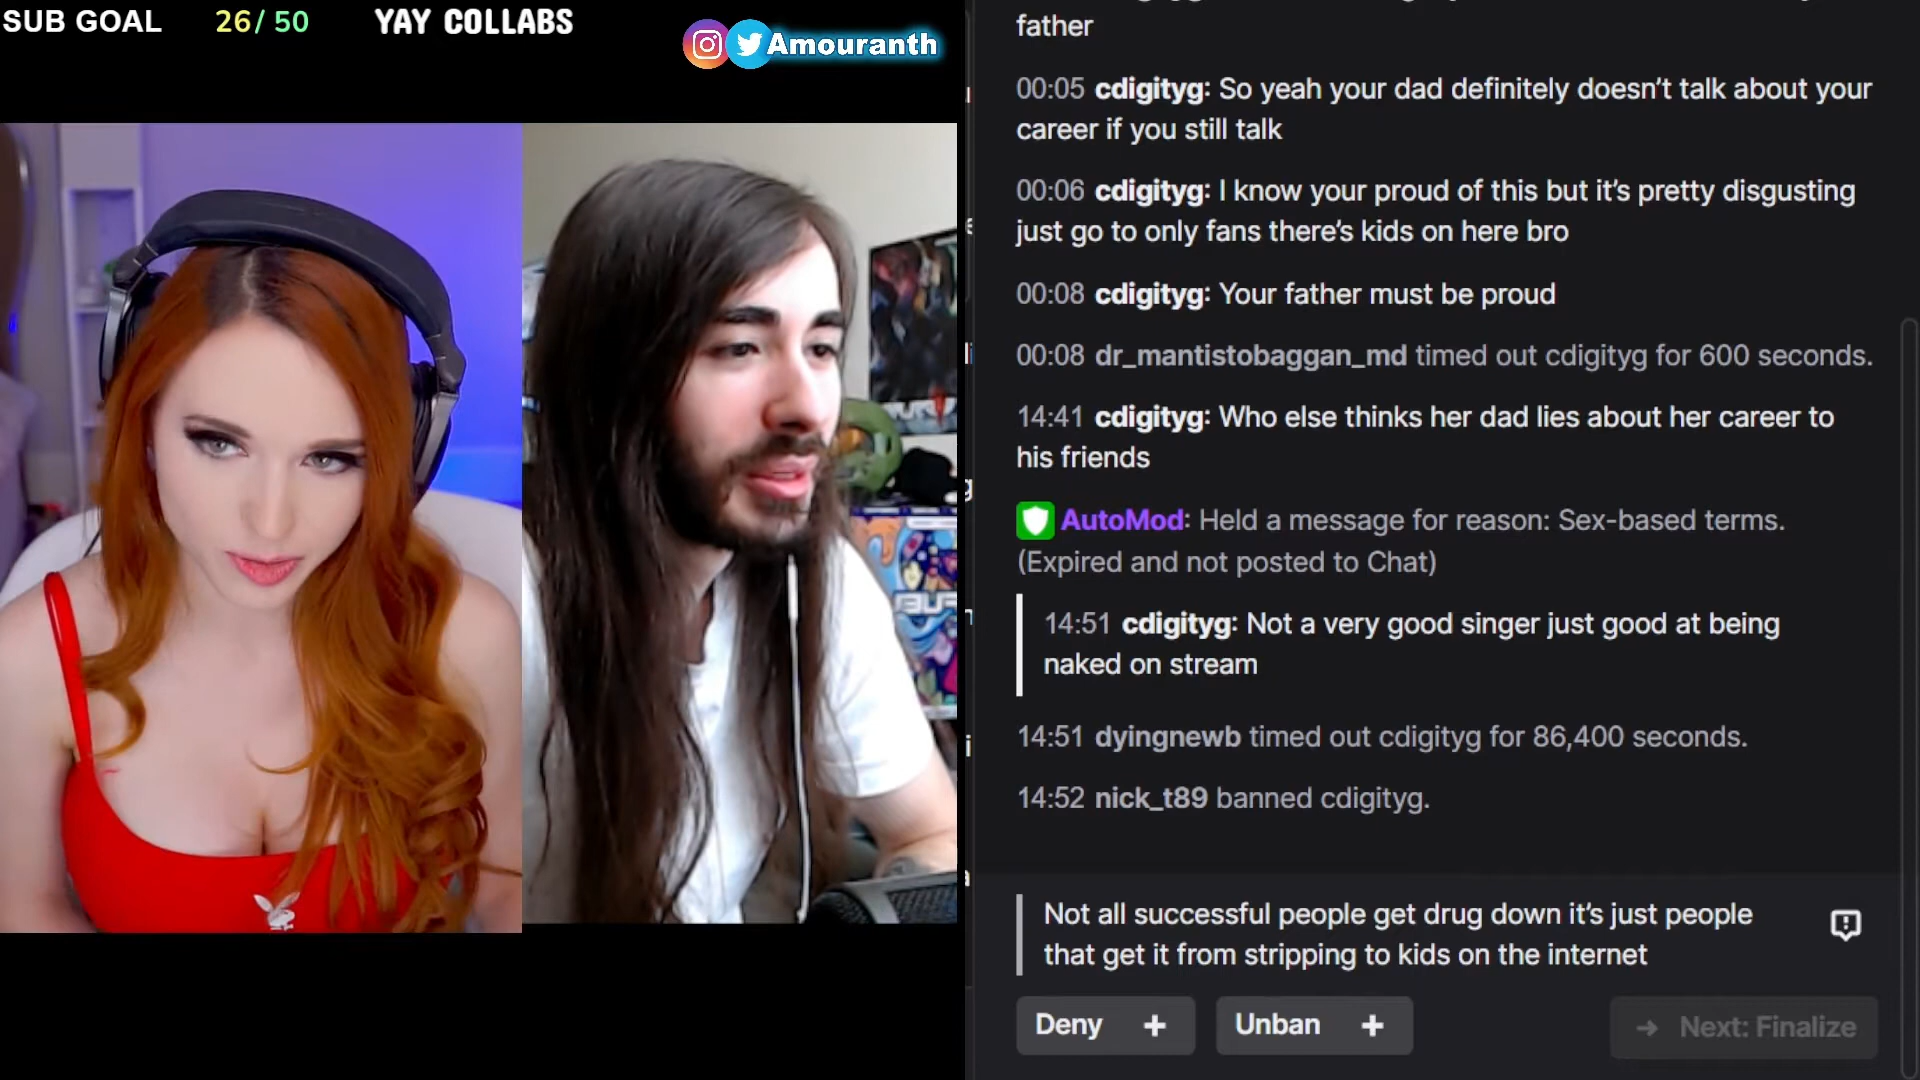 SUB GOAL 26/ 50 YAY COLLABS
Amouranth
father
00:05 cdigityg: So yeah your dad definitely doesn’t talk about your
career if you still talk
00:06 cdigityg: I know your proud of this but it’s pretty disgusting
just go to only fans there’s kids on here bro
00:08 cdigityg: Your father must be proud
00:08 dr_mantistobaggan_md timed out cdigityg for 600 seconds.
14:41 cdigityg: Who else thinks her dad lies about her career to
his friends
AutoMod: Held a message for reason: Sex-based terms.
(Expired and not posted to Chat)
14:51 cdigityg: Not a very good singer just good at being
naked on stream
14:51 dyingnewb timed out cdigityg for 86,400 seconds.
14:52 nick_t89 banned cdigityg.
Not all successful people get drug down it’s just people
that get it from stripping to kids on the internet
Deny +
Unban +
→ Next: Finalize